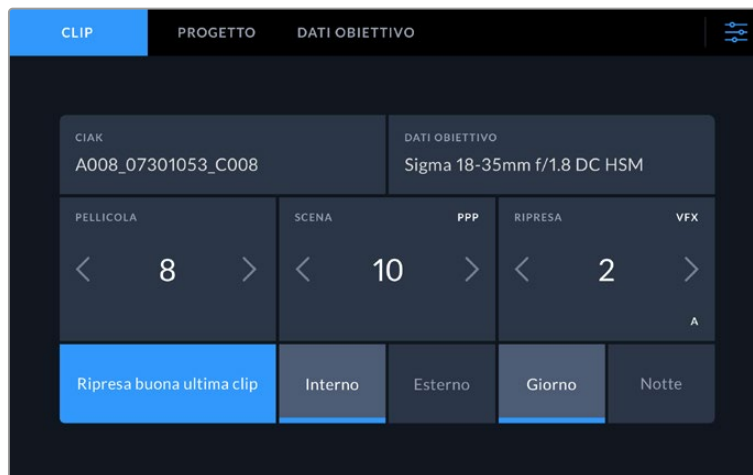 CLIP PROGETTO DATI OBIETTIVO
CIAK DATI OBIETTIVO
A008_07301053_C008 Sigma 18-35mm f/1.8 DC HSM
PELLICOLA SCENA PPP RIPRESA VFX
8 10 2
A
Ripresa buona ultima clip Interno Esterno Giorno Notte